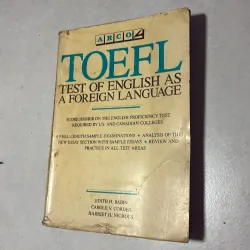 ARCO
TOEFL
TEST OF ENGLISH AS
A FOREIGN LANGUAGE
SCORE HIGHER ON THE ENGLISH PROFICIENCY TEST
REQUIRED BY U.S. AND CANADIAN COLLEGES
FULL-LENGTH SAMPLE EXAMINATIONS • ANALYSIS OF THE
NEW ESSAY SECTION WITH SAMPLE ESSAYS • REVIEW AND
PRACTICE IN ALL TEST AREAS
EDITH H. BABIN
CAROLE V. CORDES
HARRIET H. NICHOLS